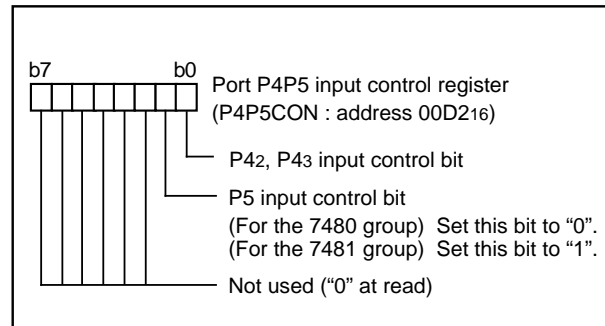 b7 b0
Port P4P5 input control register
(P4P5CON : address 00D216)
P42, P43 input control bit
P5 input control bit
(For the 7480 group) Set this bit to “0”.
(For the 7481 group) Set this bit to “1”.
Not used (“0” at read)